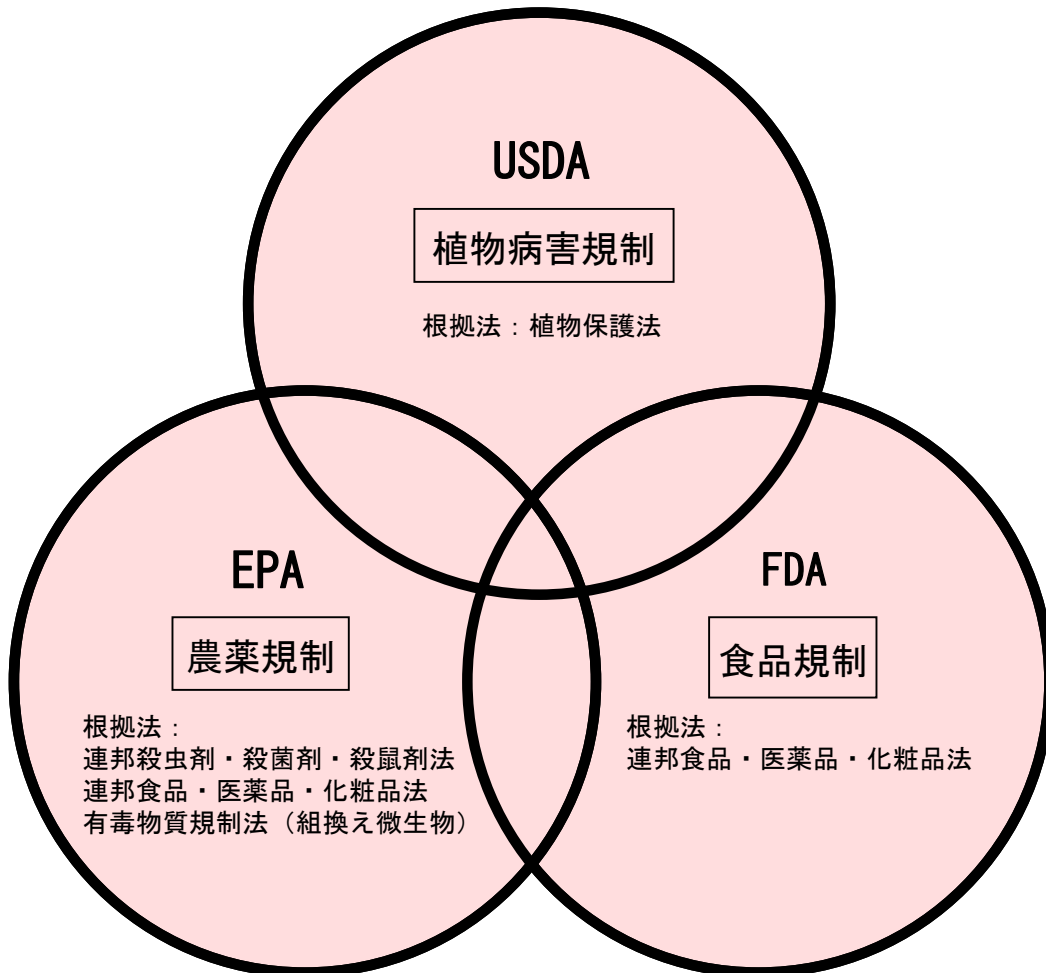 USDA
植物病害規制
根拠法：植物保護法
EPA
農薬規制
根拠法：
連邦殺虫剤・殺菌剤・殺鼠剤法
連邦食品・医薬品・化粧品法
有毒物質規制法（組換え微生物）
FDA
食品規制
根拠法：
連邦食品・医薬品・化粧品法